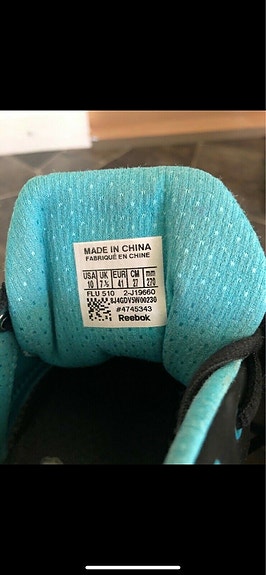 MADE IN CHINA
FABRIQUÉ EN CHINE
USA UK EUR CM mm
10 7½ 41 27 270
FLU 510 2-J19660
8J4GDV5W00230
#4745343
Reebok